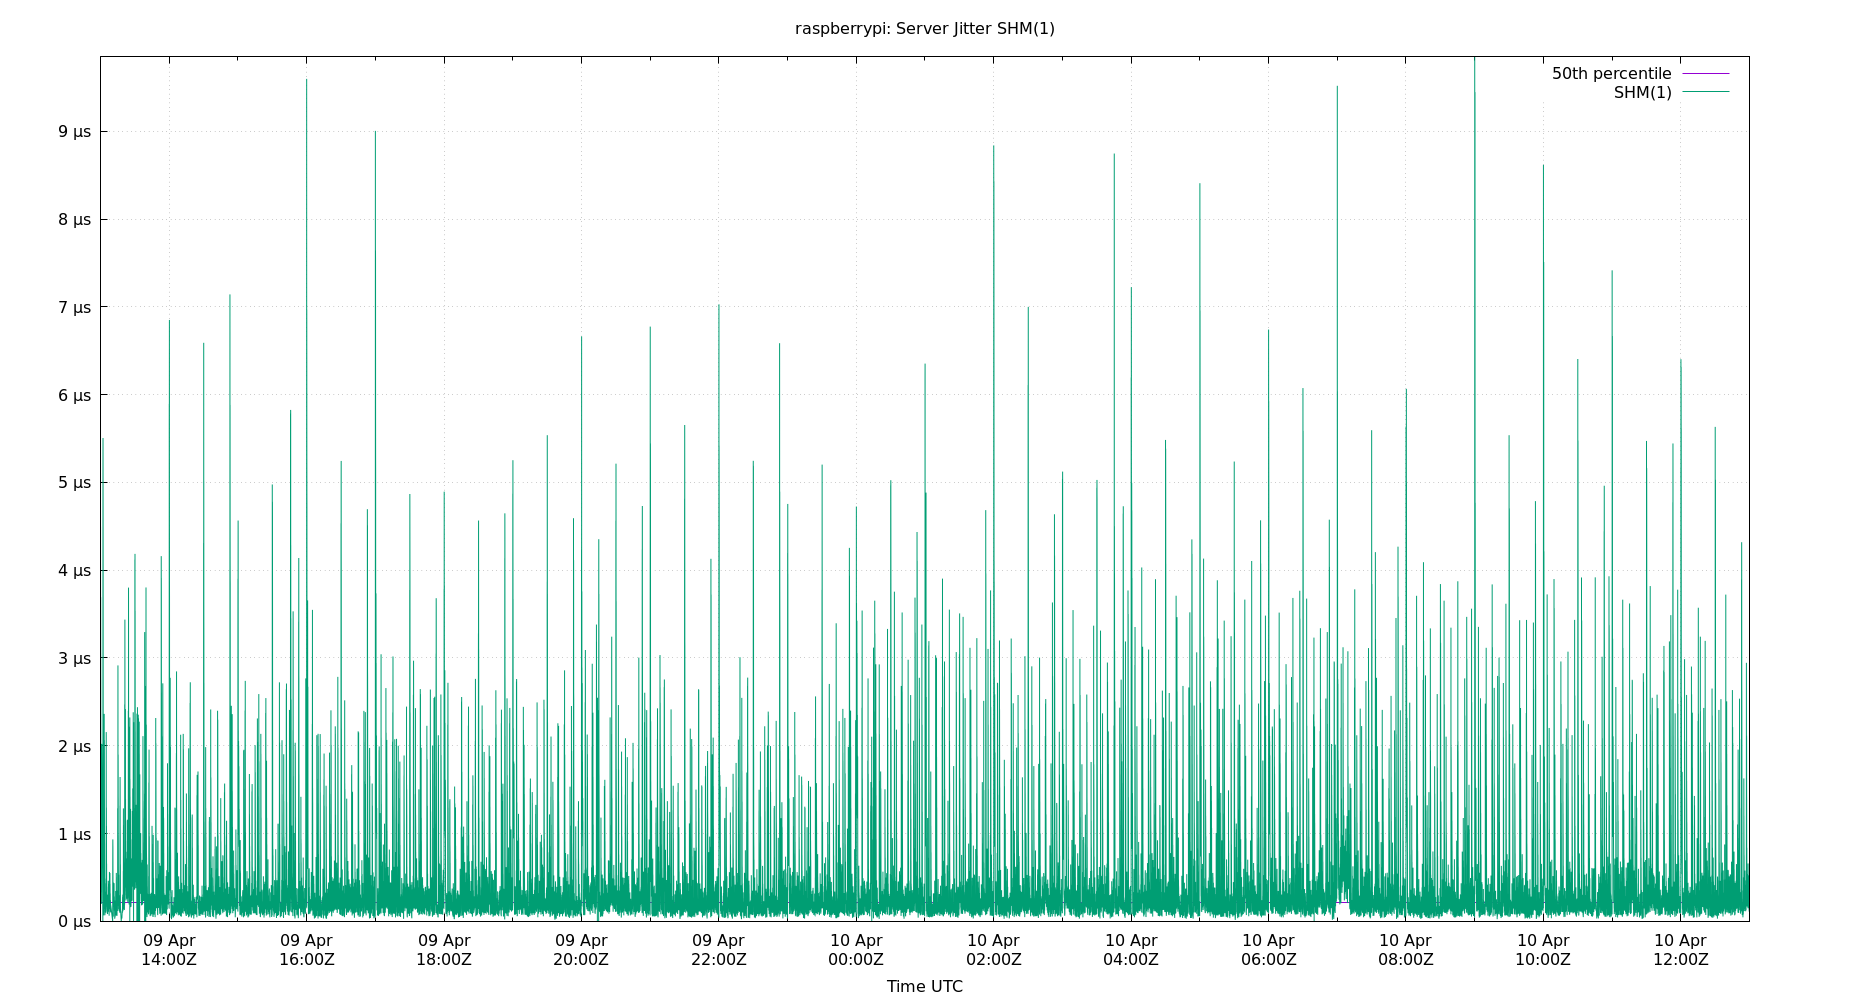 raspberrypi: Server Jitter SHM(1)
50th percentile
SHM(1)
9 µs
8 µs
7 µs
6 µs
5 µs
4 µs
3 µs
2 µs
1 µs
0 µs
09 Apr 09 Apr 09 Apr 09 Apr 09 Apr 10 Apr 10 Apr 10 Apr 10 Apr 10 Apr 10 Apr 10 Apr
14:00Z 16:00Z 18:00Z 20:00Z 22:00Z 00:00Z 02:00Z 04:00Z 06:00Z 08:00Z 10:00Z 12:00Z
Time UTC